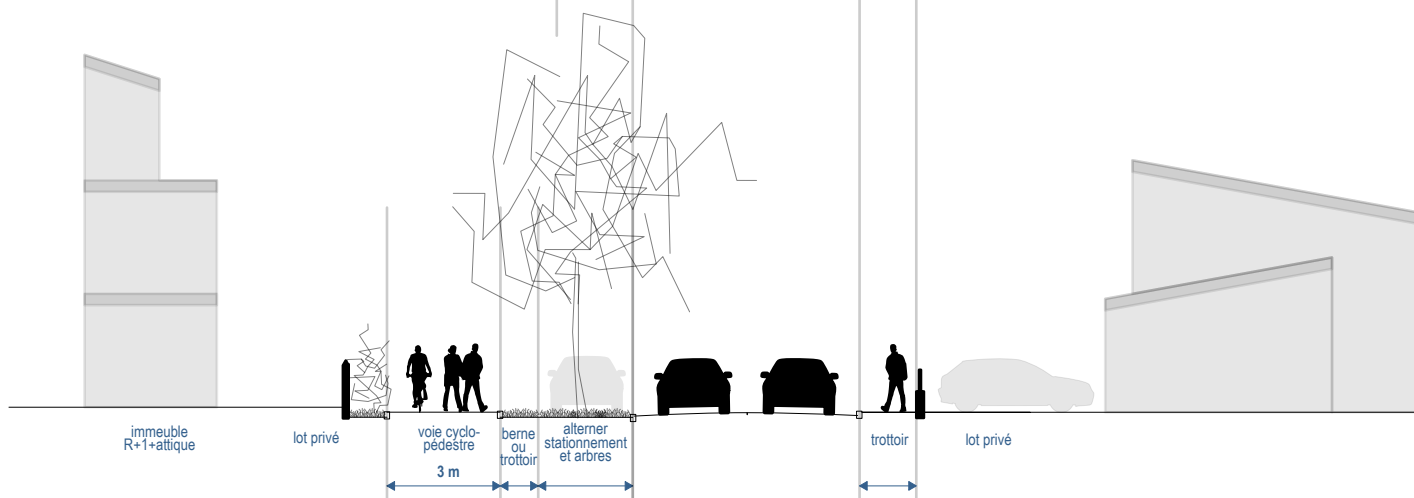 immeuble
R+1+attique
lot privé
voie cyclo-
pédestre
3 m
berne
ou
trottoir
alterner
stationnement
et arbres
trottoir
lot privé